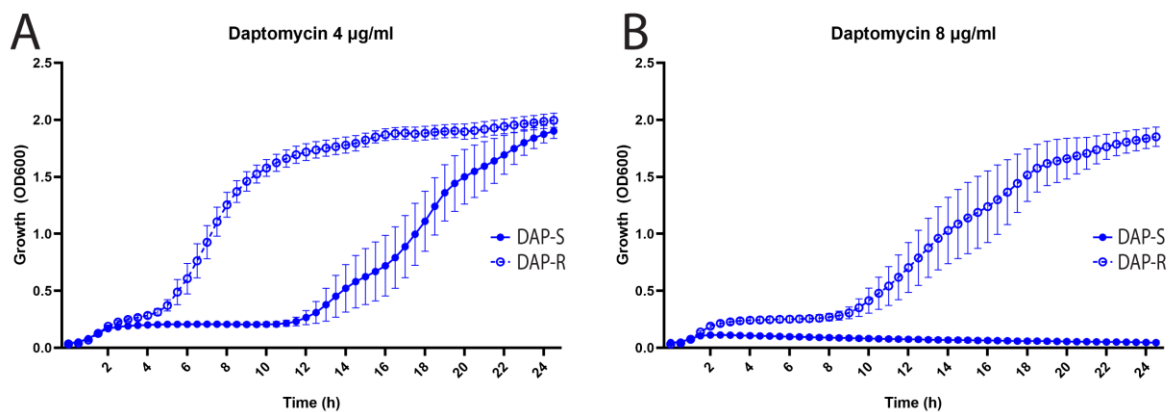 A
Daptomycin 4 µg/ml
2.5
2.0
1.5
1.0
0.5
0.0
Growth (OD600)
2 4 6 8 10 12 14 16 18 20 22 24
Time (h)
DAP-S
DAP-R
B
Daptomycin 8 µg/ml
2.5
2.0
1.5
1.0
0.5
0.0
Growth (OD600)
2 4 6 8 10 12 14 16 18 20 22 24
Time (h)
DAP-S
DAP-R